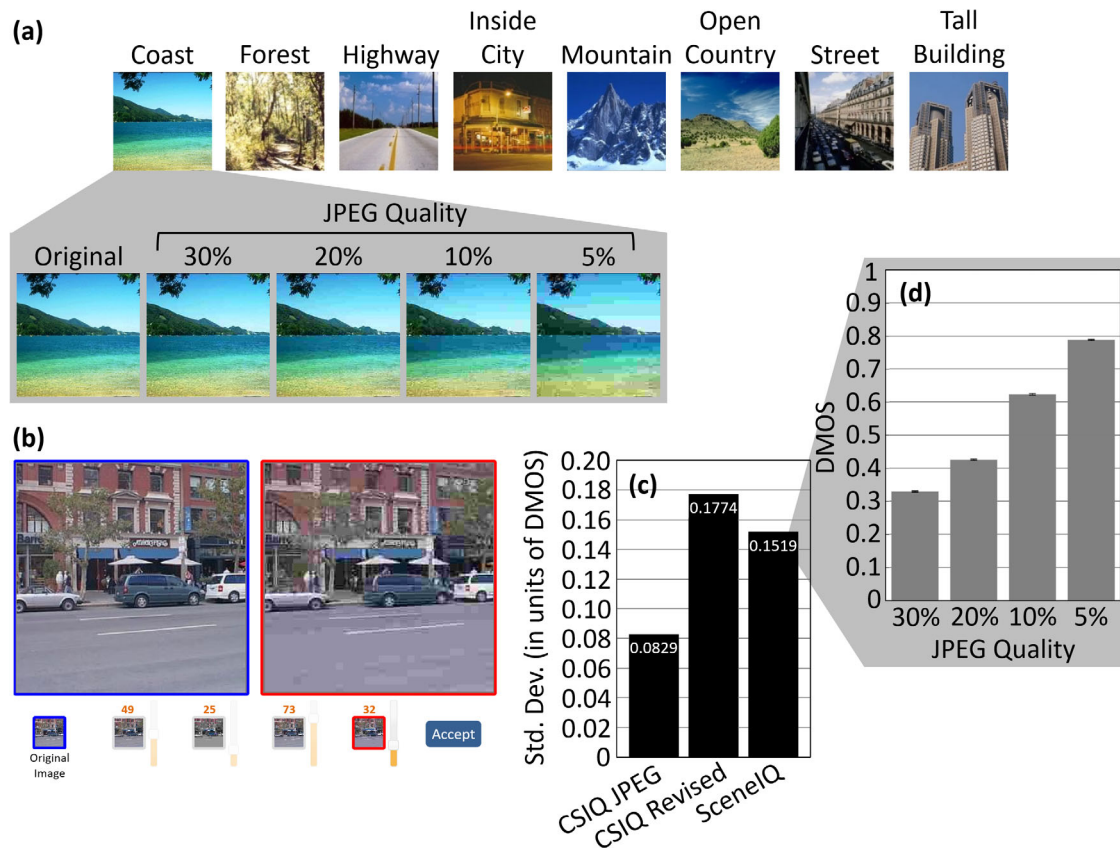 (a)
Coast
Forest
Highway
Inside
City
Mountain
Open
Country
Street
Tall
Building
JPEG Quality
Original
30%
20%
10%
5%
(b)
49
25
73
32
Original
Image
Accept
(c)
Std. Dev. (in units of DMOS)
0.20
0.18
0.16
0.14
0.12
0.10
0.08
0.06
0.04
0.02
0
0.0829
0.1774
0.1519
CSIQ JPEG
CSIQ Revised
SceneIQ
(d)
DMOS
1
0.9
0.8
0.7
0.6
0.5
0.4
0.3
0.2
0.1
0
30%
20%
10%
5%
JPEG Quality